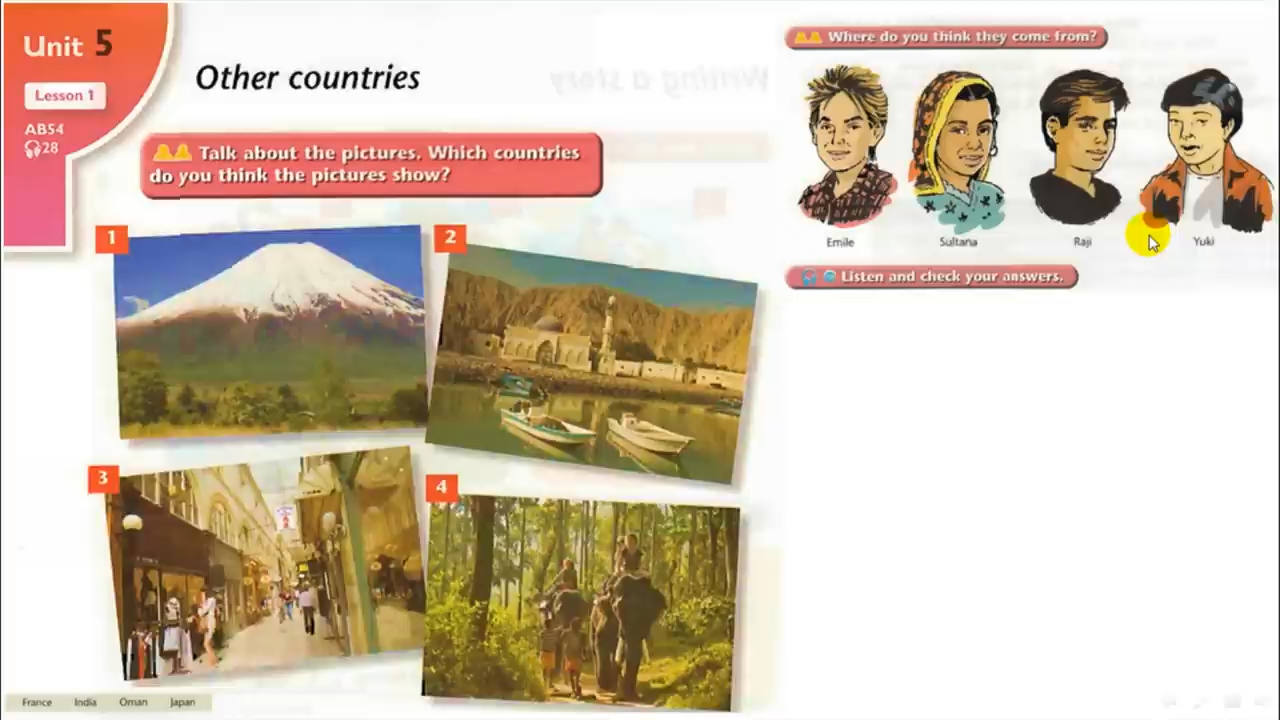 Unit 5
Lesson 1
AB54
28
Other countries
Talk about the pictures. Which countries
do you think the pictures show?
1
2
3
4
France India Oman Japan
Where do you think they come from?
Emile Sultana Raji Yuki
Listen and check your answers.